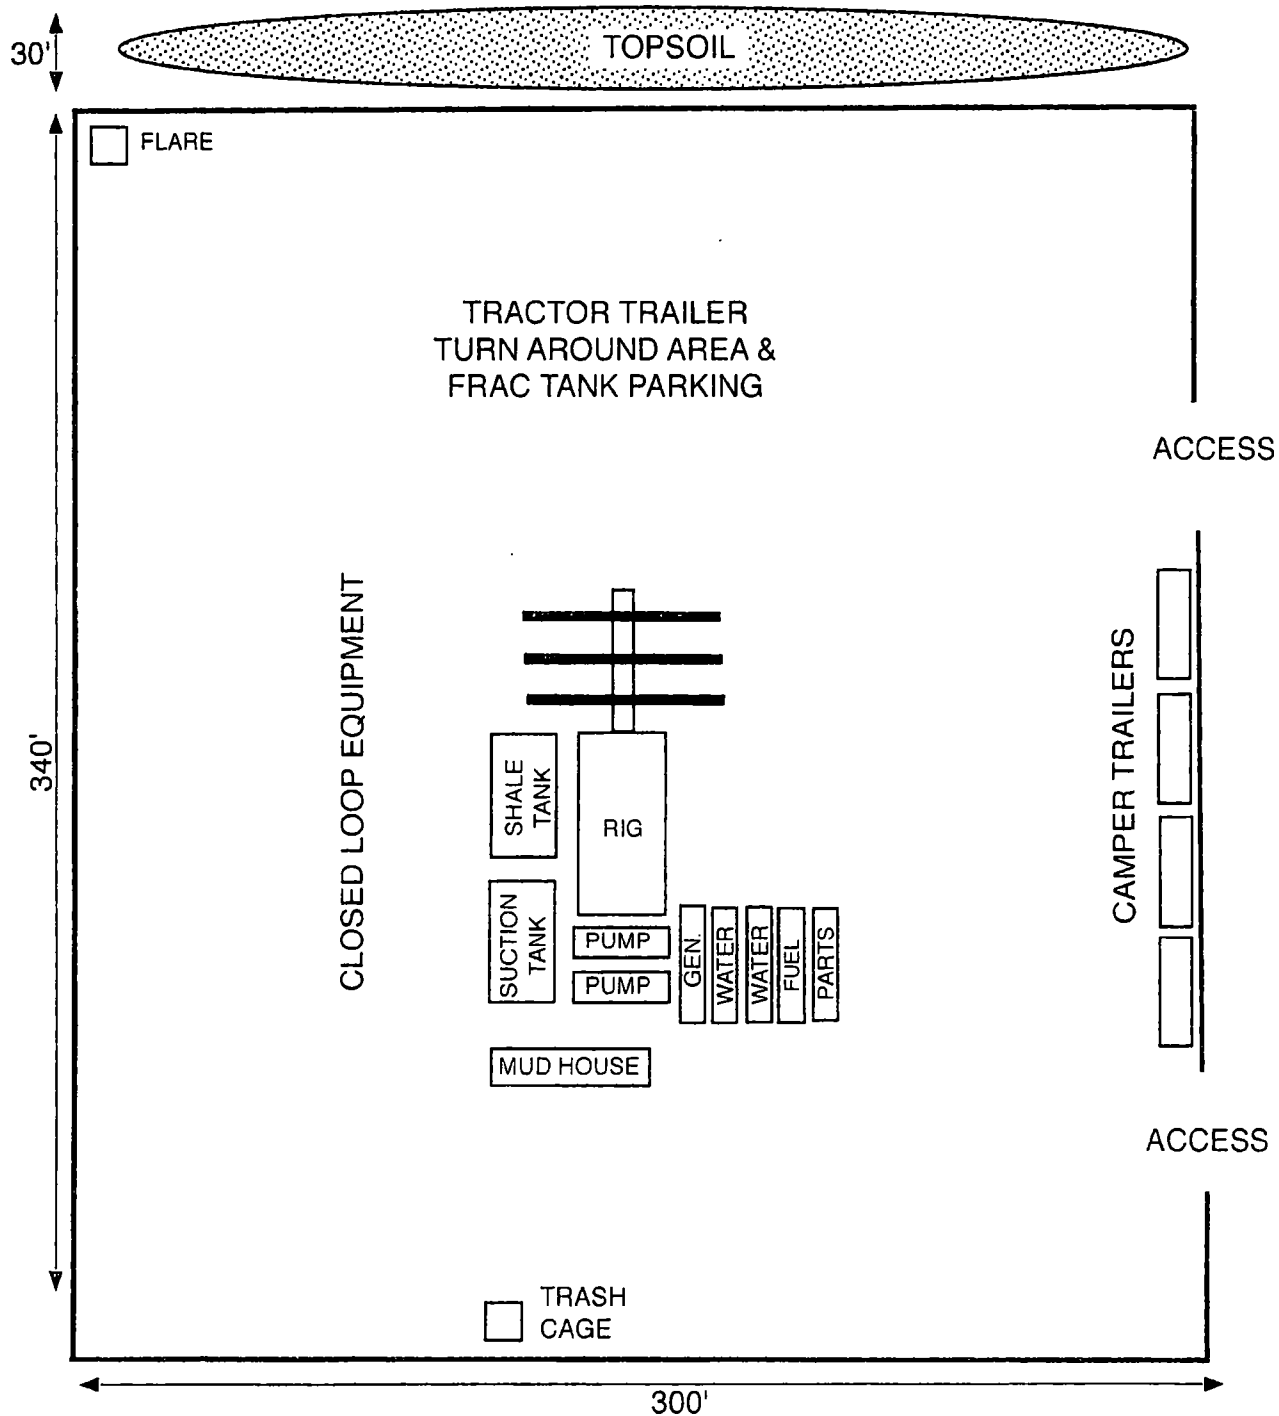 30'
TOPSOIL
FLARE
TRACTOR TRAILER
TURN AROUND AREA &
FRAC TANK PARKING
ACCESS
340'
CLOSED LOOP EQUIPMENT
SHALE
TANK
RIG
CAMPER TRAILERS
SUCTION
TANK
PUMP
PUMP
GEN.
WATER
WATER
FUEL
PARTS
MUD HOUSE
ACCESS
TRASH
CAGE
300'